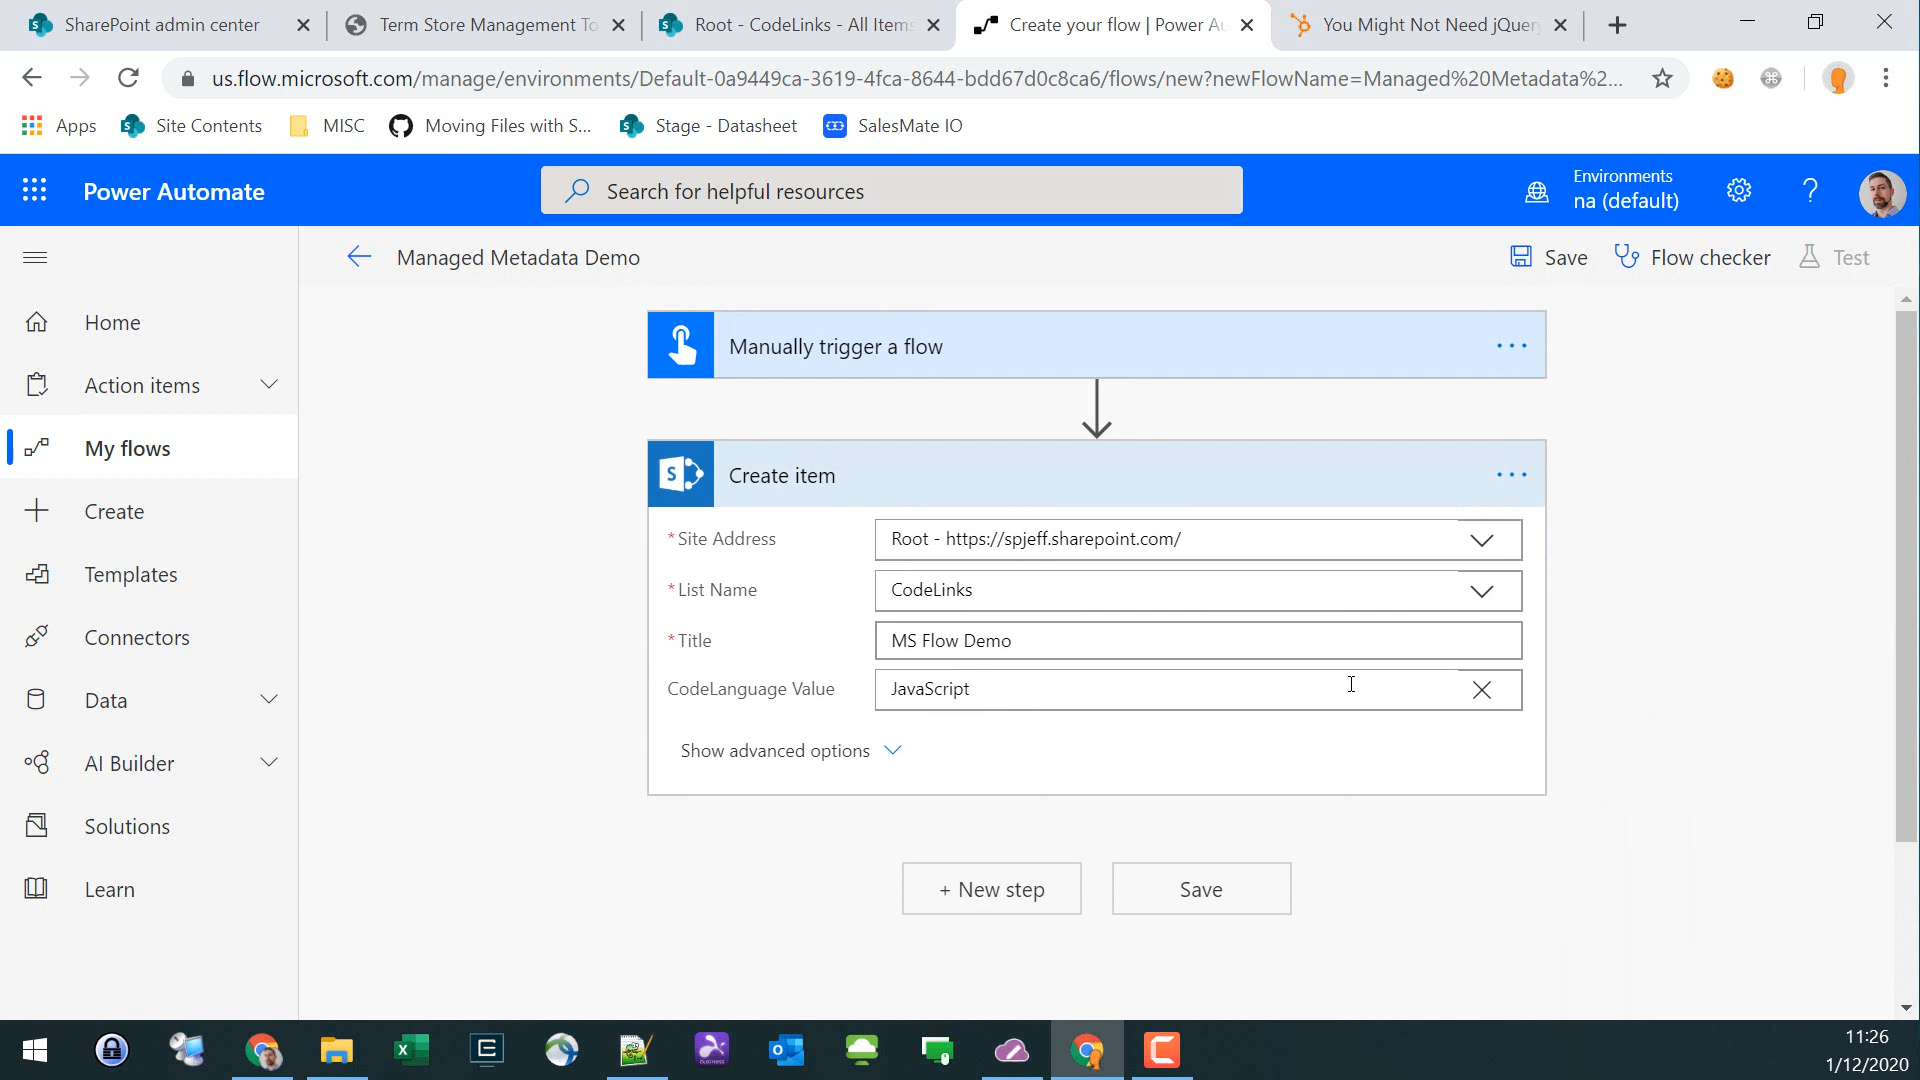 SharePoint admin center
Term Store Management To
Root - CodeLinks - All Items
Create your flow | Power Au
You Might Not Need jQuery
us.flow.microsoft.com/manage/environments/Default-0a9449ca-3619-4fca-8644-bdd67d0c8ca6/flows/new?newFlowName=Managed%20Metadata%2...
Apps
Site Contents
MISC
Moving Files with S...
Stage - Datasheet
SalesMate IO
Power Automate
Search for helpful resources
Environments
na (default)
?
Managed Metadata Demo
Save
Flow checker
Test
Home
Action items
My flows
Create
Templates
Connectors
Data
AI Builder
Solutions
Learn
Manually trigger a flow
Create item
* Site Address
Root - https://spjeff.sharepoint.com/
* List Name
CodeLinks
* Title
MS Flow Demo
CodeLanguage Value
JavaScript
Show advanced options
+ New step
Save
11:26
1/12/2020